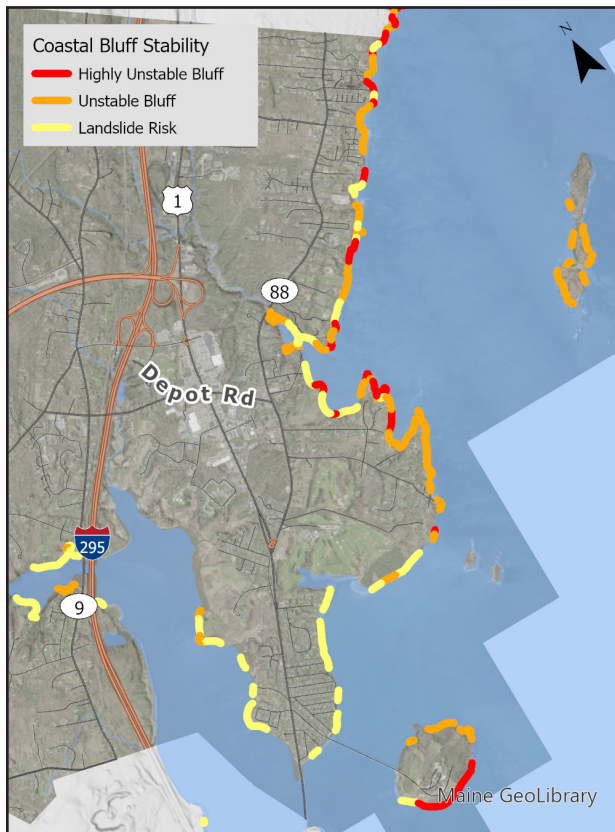 Coastal Bluff Stability
Highly Unstable Bluff
Unstable Bluff
Landslide Risk
N
1
88
Depot Rd
295
9
Maine GeoLibrary